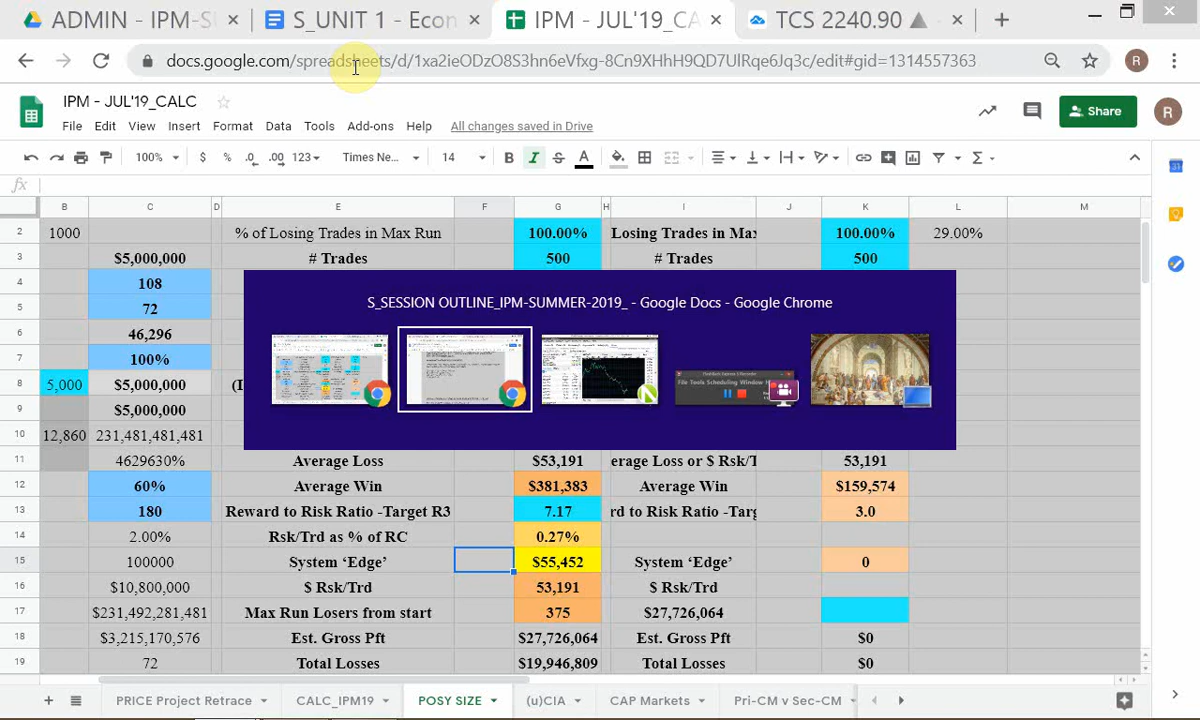 ADMIN - IPM-S
S_UNIT 1 - Econ
IPM - JUL'19_CA
TCS 2240.90
docs.google.com/spreadsheets/d/1xa2ieODzO8S3hn6eVfxg-8Cn9XHhH9QD7UlRqe6Jq3c/edit#gid=1314557363
R
IPM - JUL'19_CALC
File Edit View Insert Format Data Tools Add-ons Help All changes saved in Drive
Share
R
100% $ % .0 .00 123 Times Ne... 14 B I S A
fx
B C D E F G H I J K L M
2 1000 % of Losing Trades in Max Run 100.00% Losing Trades in Max 100.00% 29.00%
3 $5,000,000 # Trades 500 # Trades 500
4 108
5 72
6 46,296
7 100%
8 5,000 $5,000,000 (I
9 $5,000,000
10 12,860 231,481,481,481
S_SESSION OUTLINE_IPM-SUMMER-2019_ - Google Docs - Google Chrome
File Tools Scheduling Window
11 4629630% Average Loss $53,191 erage Loss or $ Rsk/T 53,191
12 60% Average Win $381,383 Average Win $159,574
13 180 Reward to Risk Ratio -Target R3 7.17 rd to Risk Ratio -Targ 3.0
14 2.00% Rsk/Trd as % of RC 0.27%
15 100000 System ‘Edge’ $55,452 System ‘Edge’ 0
16 $10,800,000 $ Rsk/Trd 53,191 $ Rsk/Trd
17 $231,492,281,481 Max Run Losers from start 375 $27,726,064
18 $3,215,170,576 Est. Gross Pft $27,726,064 Est. Gross Pft $0
19 72 Total Losses $19,946,809 Total Losses $0
PRICE Project Retrace CALC_IPM19 POSY SIZE (u)CIA CAP Markets Pri-CM v Sec-CM